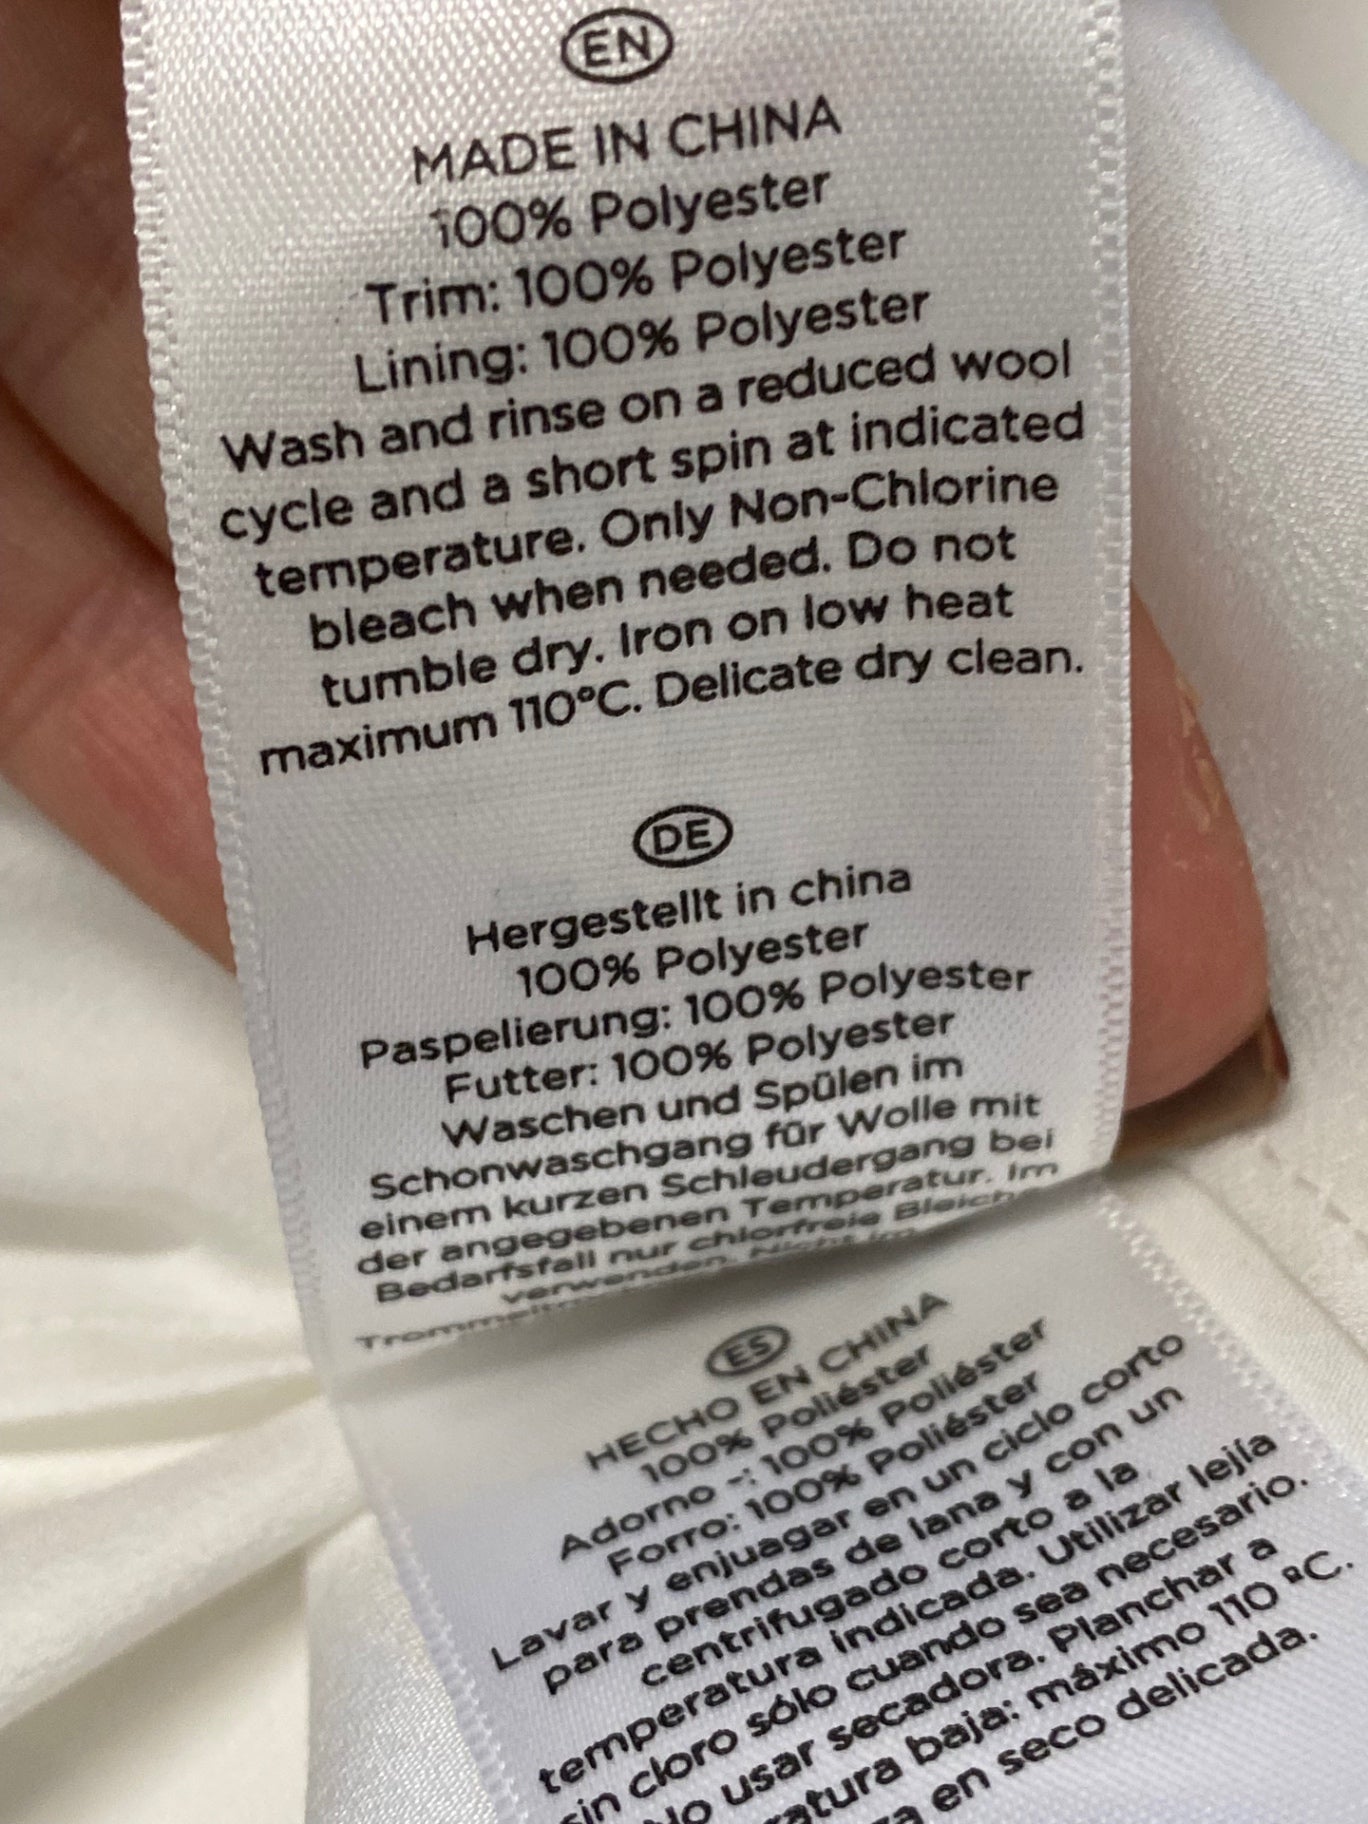 EN
MADE IN CHINA
100% Polyester
Trim: 100% Polyester
Lining: 100% Polyester
Wash and rinse on a reduced wool
cycle and a short spin at indicated
temperature. Only Non-Chlorine
bleach when needed. Do not
tumble dry. Iron on low heat
maximum 110°C. Delicate dry clean.
DE
Hergestellt in china
100% Polyester
Paspelierung: 100% Polyester
Futter: 100% Polyester
Waschen und Spülen im
Schonwaschgang für Wolle mit
einem kurzen Schleudergang bei
der angegebenen Temperatur. Im
Bedarfsfall nur chlorfreie Bleich
verwenden. Nicht im
ES
HECHO EN CHINA
100% Poliéster
Adorno -: 100% Poliéster
Forro: 100% Poliéster
Lavar y enjuagar en un ciclo corto
para prendas de lana y con un
centrifugado corto a la
temperatura indicada. Utilizar lejía
sin cloro sólo cuando sea necesario.
No usar secadora. Planchar a
ratura baja: máximo 110 ºC.
en seco delicada.